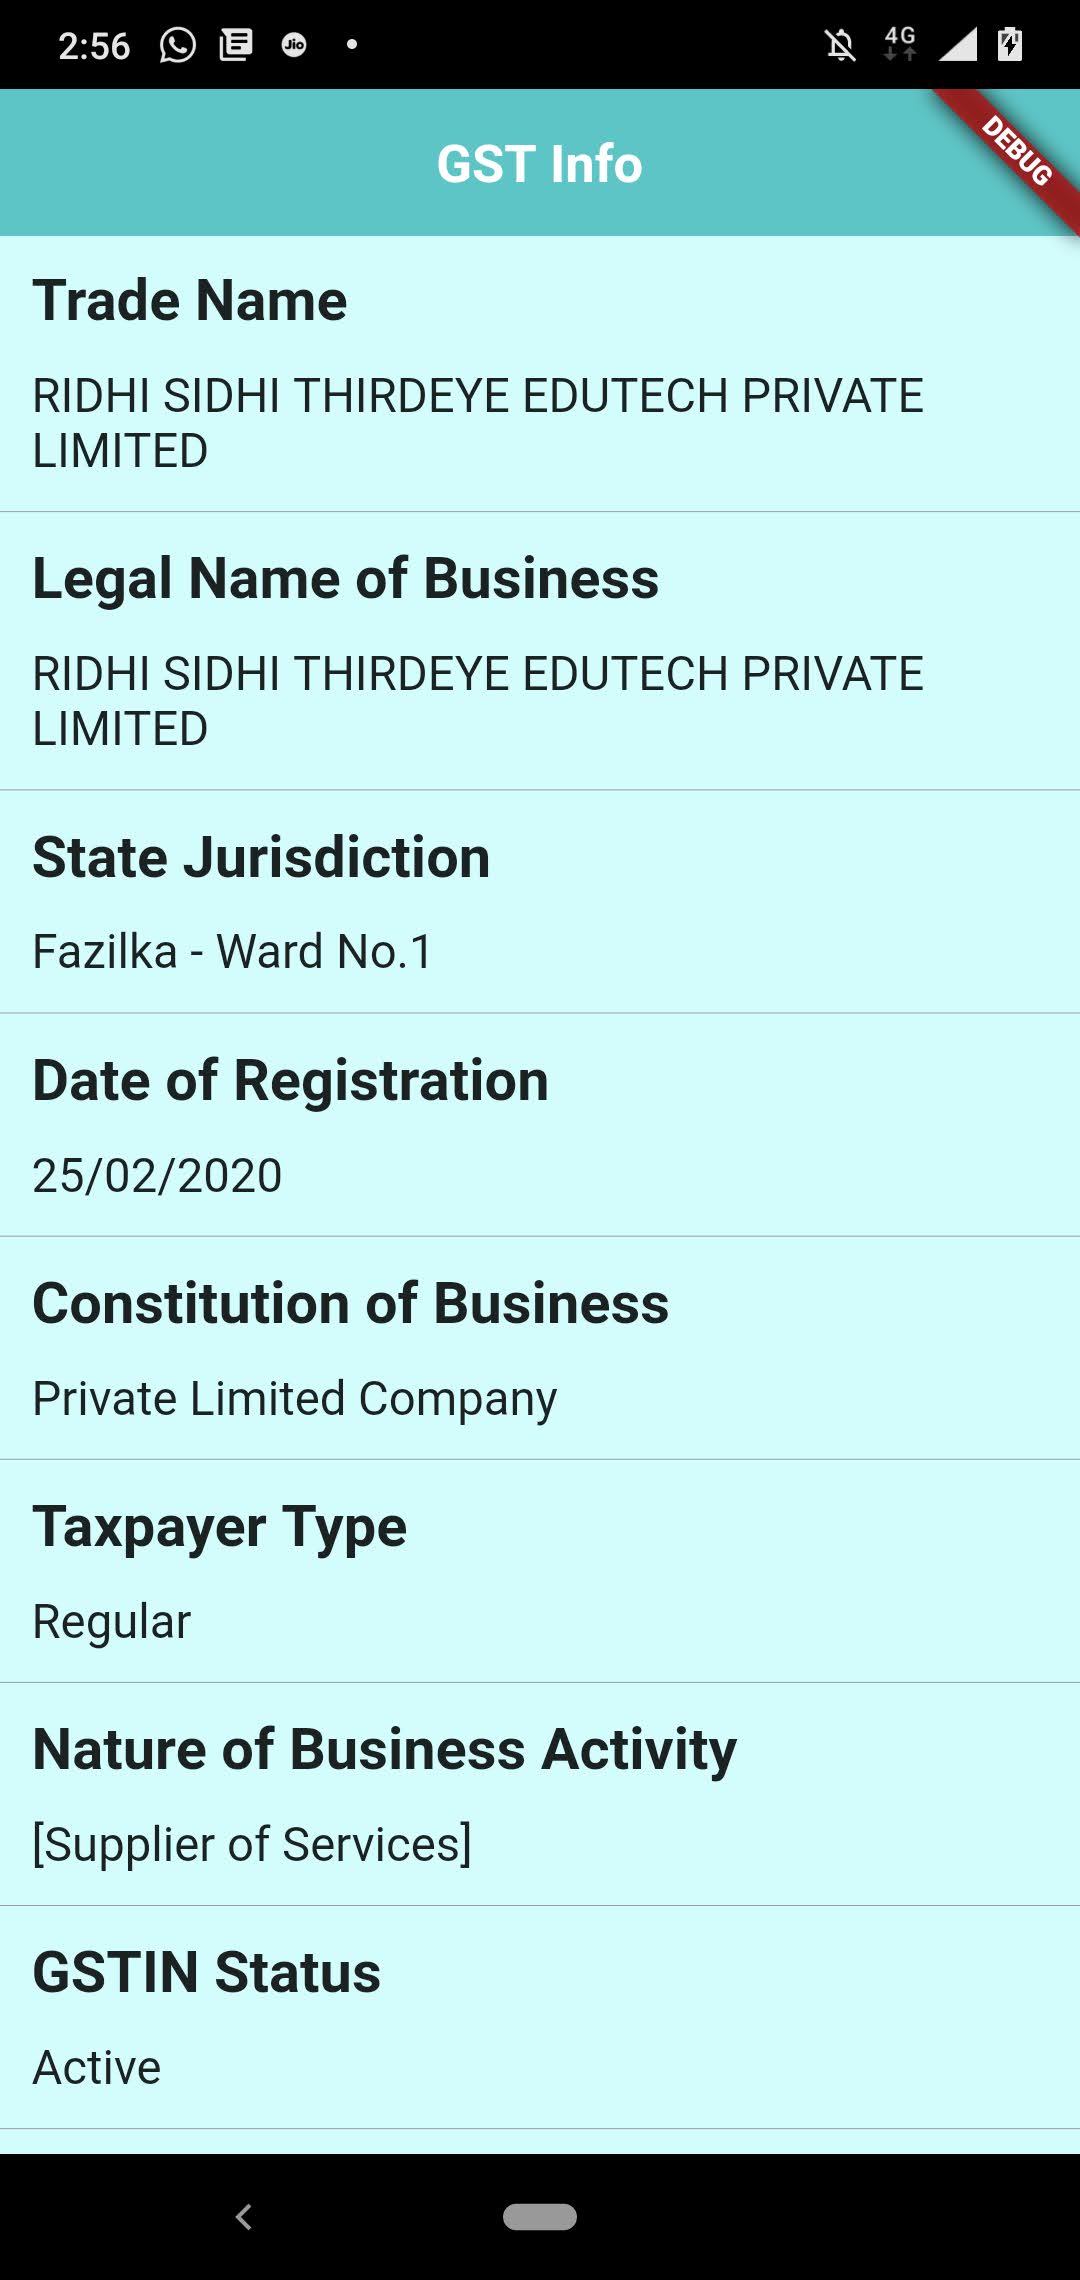 2:56
Jio
4G
GST Info
DEBUG
Trade Name
RIDHI SIDHI THIRDEYE EDUTECH PRIVATE
LIMITED
Legal Name of Business
RIDHI SIDHI THIRDEYE EDUTECH PRIVATE
LIMITED
State Jurisdiction
Fazilka - Ward No.1
Date of Registration
25/02/2020
Constitution of Business
Private Limited Company
Taxpayer Type
Regular
Nature of Business Activity
[Supplier of Services]
GSTIN Status
Active